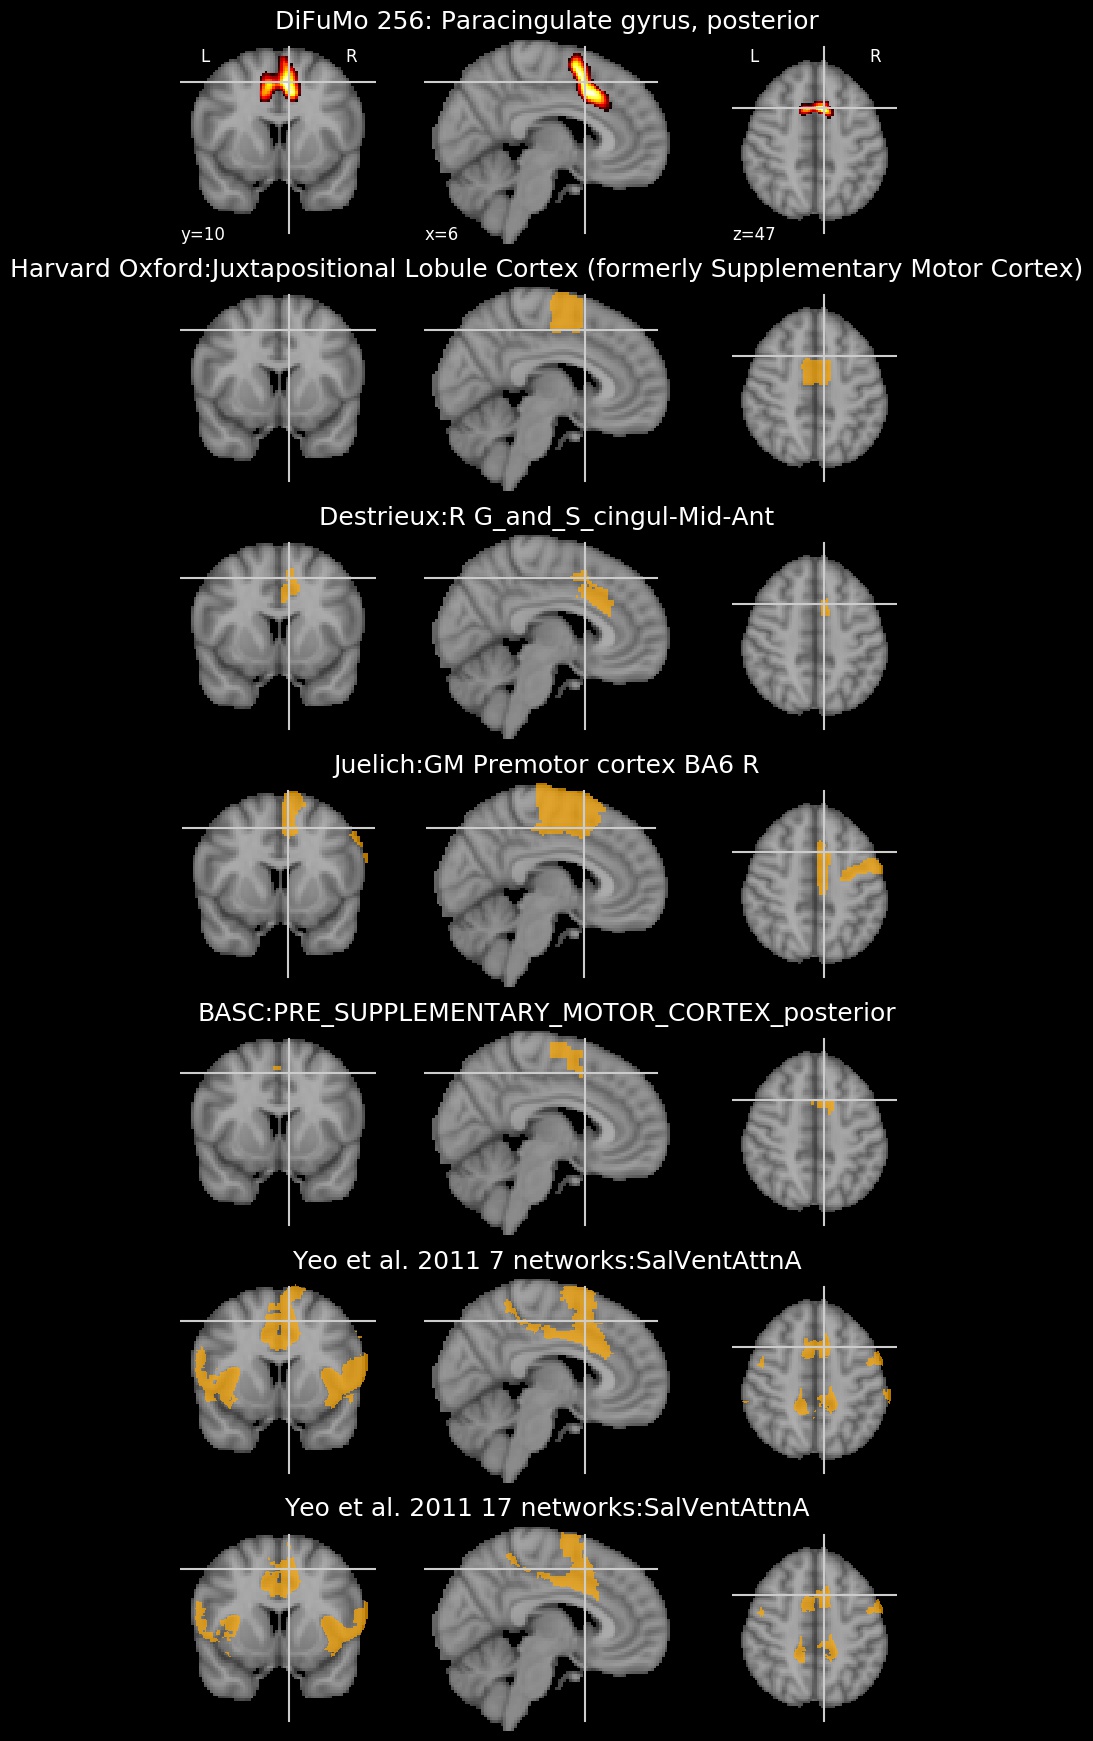 DiFuMo 256: Paracingulate gyrus, posterior
L R L R
y=10 x=6 z=47
Harvard Oxford:Juxtapositional Lobule Cortex (formerly Supplementary Motor Cortex)
Destrieux:R G_and_S_cingul-Mid-Ant
Juelich:GM Premotor cortex BA6 R
BASC:PRE_SUPPLEMENTARY_MOTOR_CORTEX_posterior
Yeo et al. 2011 7 networks:SalVentAttnA
Yeo et al. 2011 17 networks:SalVentAttnA